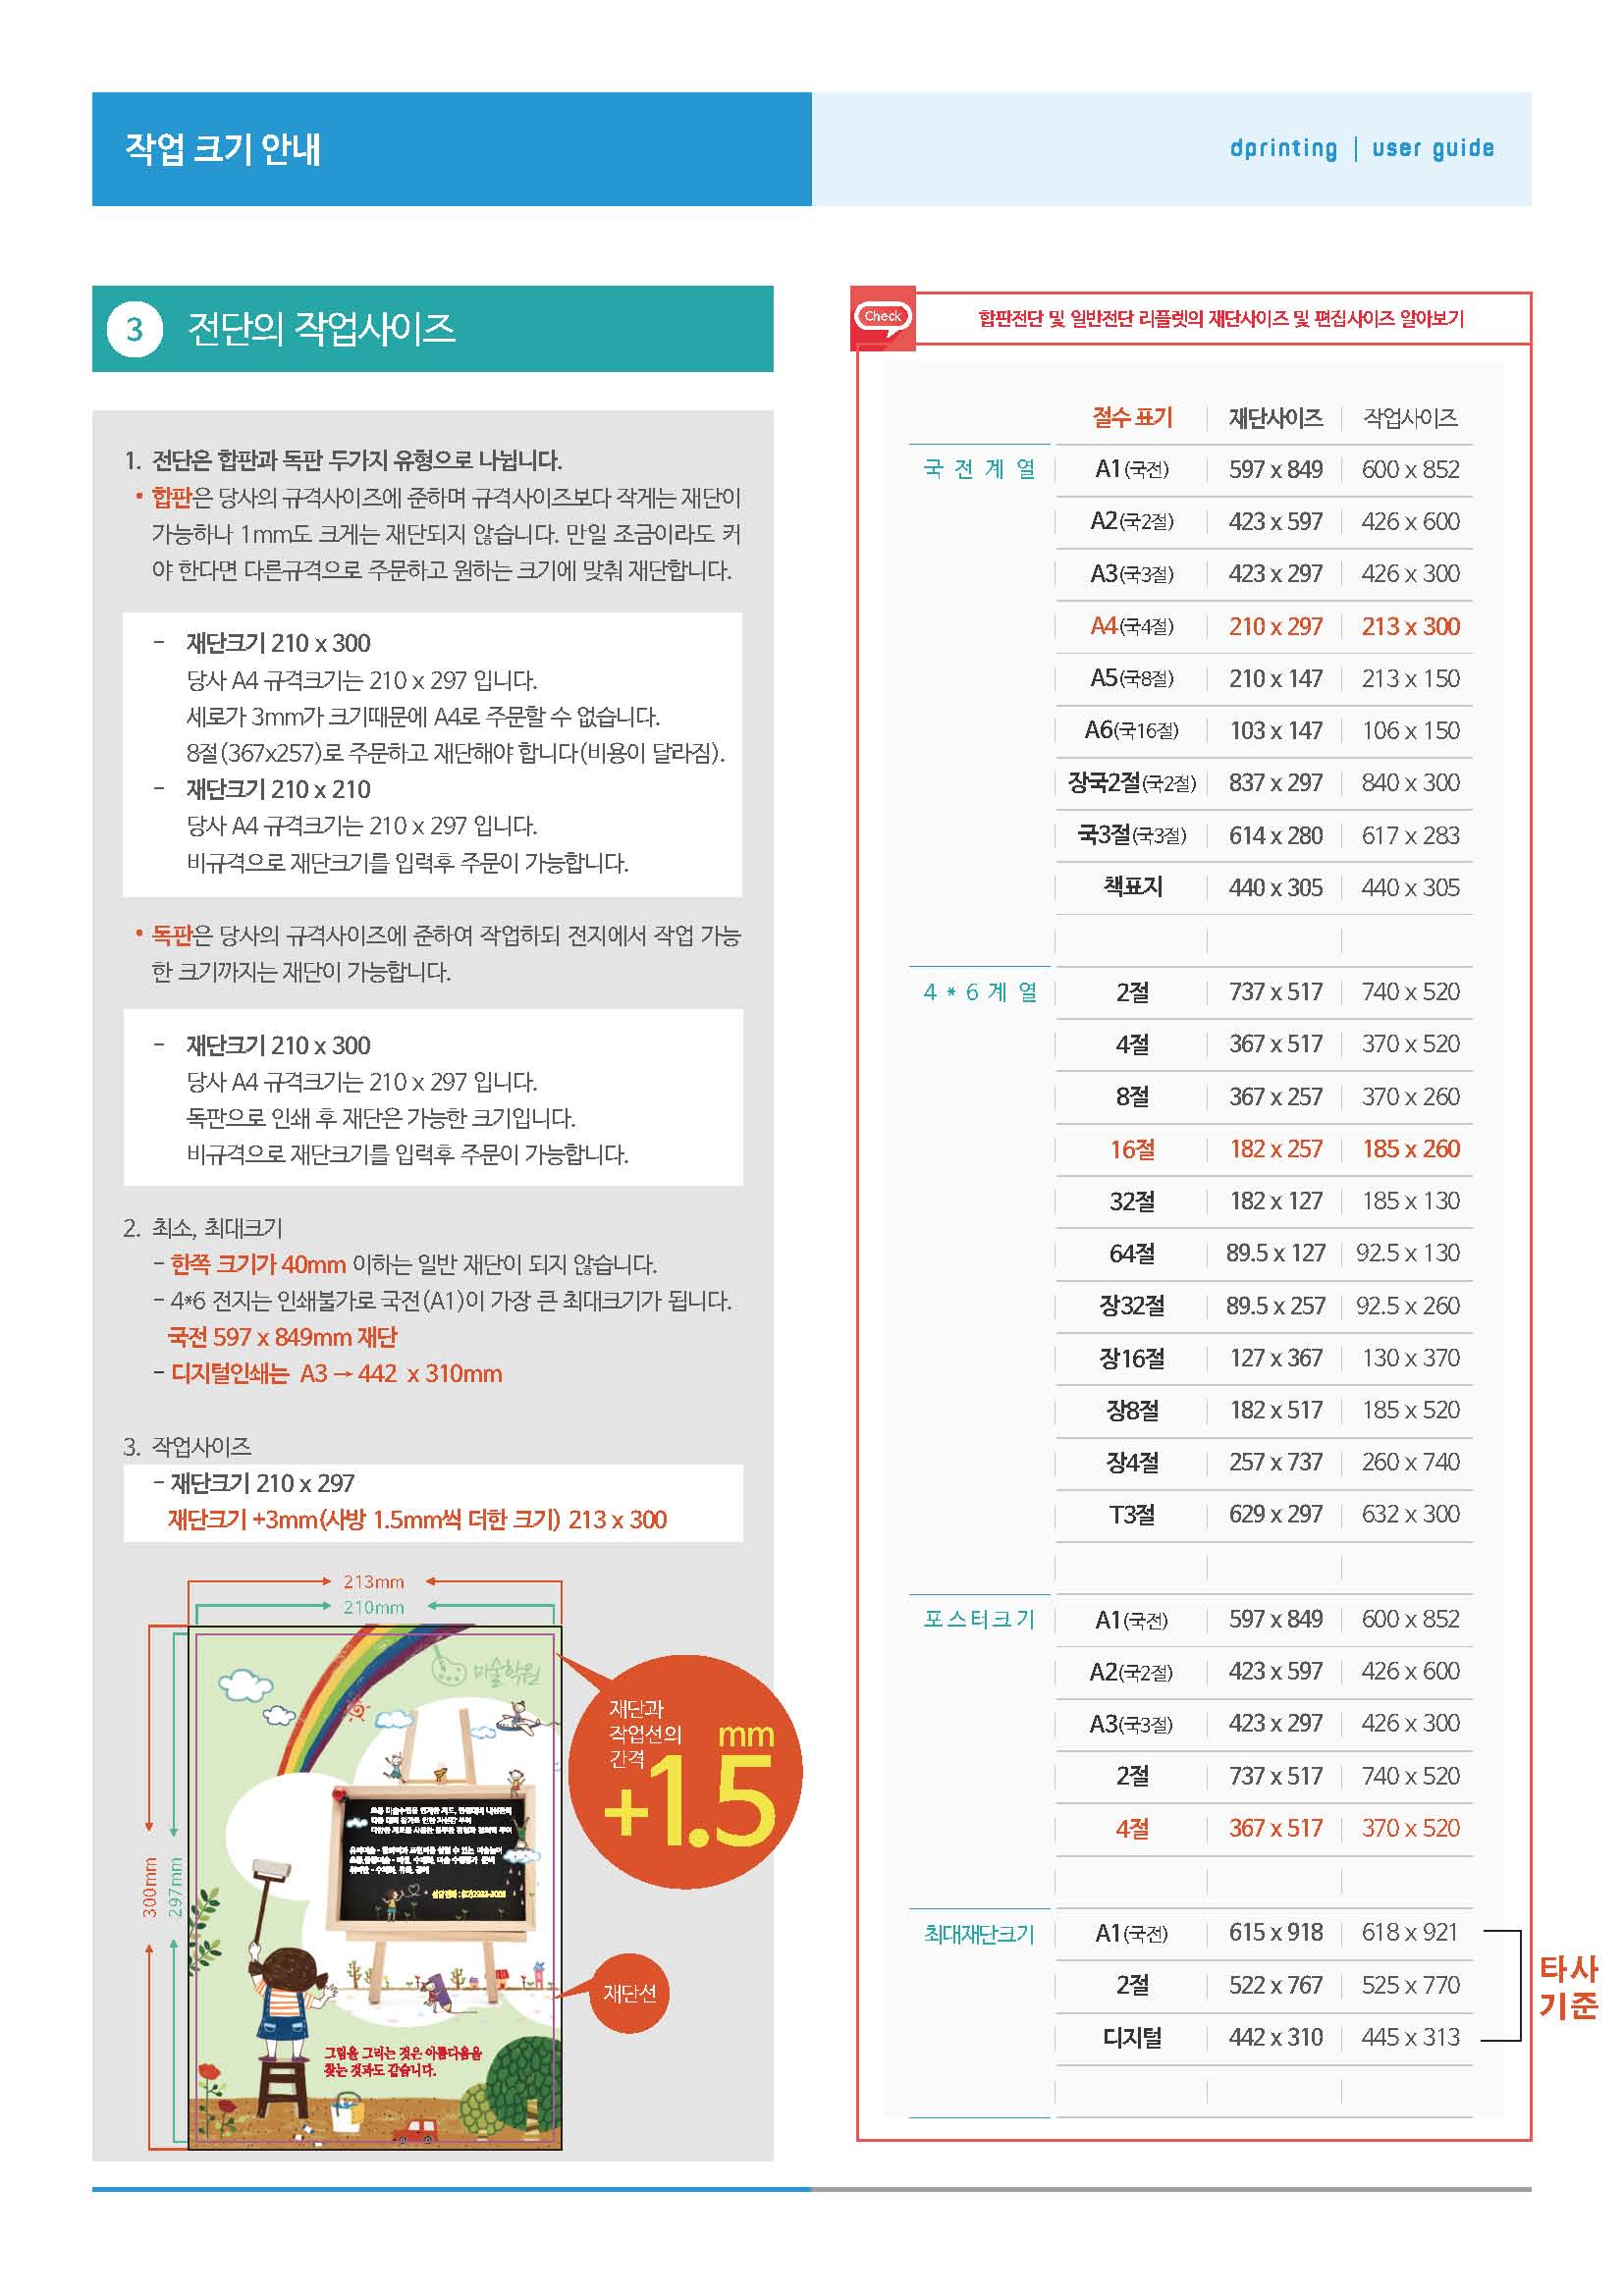 작업 크기 안내
dprinting | user guide
3 전단의 작업사이즈
1. 전단은 합판과 독판 두가지 유형으로 나뉩니다.
• 합판은 당사의 규격사이즈에 준하며 규격사이즈보다 작게는 재단이
가능하나 1mm도 크게는 재단되지 않습니다. 만일 조금이라도 커
야 한다면 다른규격으로 주문하고 원하는 크기에 맞춰 재단합니다.
- 재단크기 210 x 300
당사 A4 규격크기는 210 x 297 입니다.
세로가 3mm가 크기때문에 A4로 주문할 수 없습니다.
8절(367x257)로 주문하고 재단해야 합니다(비용이 달라짐).
- 재단크기 210 x 210
당사 A4 규격크기는 210 x 297 입니다.
비규격으로 재단크기를 입력후 주문이 가능합니다.
• 독판은 당사의 규격사이즈에 준하여 작업하되 전지에서 작업 가능
한 크기까지는 재단이 가능합니다.
- 재단크기 210 x 300
당사 A4 규격크기는 210 x 297 입니다.
독판으로 인쇄 후 재단은 가능한 크기입니다.
비규격으로 재단크기를 입력후 주문이 가능합니다.
2. 최소, 최대크기
- 한쪽 크기가 40mm 이하는 일반 재단이 되지 않습니다.
- 4*6 전지는 인쇄불가로 국전(A1)이 가장 큰 최대크기가 됩니다.
국전 597 x 849mm 재단
- 디지털인쇄는 A3 → 442 x 310mm
3. 작업사이즈
- 재단크기 210 x 297
재단크기 +3mm(사방 1.5mm씩 더한 크기) 213 x 300
213mm
210mm
300mm
297mm
미술학원
그림을 그리는 것은 아름다움을
찾는 것과도 같습니다.
재단과
작업선의
간격
+1.5 mm
재단선
Check
합판전단 및 일반전단 리플렛의 재단사이즈 및 편집사이즈 알아보기
절수 표기 재단사이즈 작업사이즈
국전계열 A1(국전) 597 x 849 600 x 852
A2(국2절) 423 x 597 426 x 600
A3(국3절) 423 x 297 426 x 300
A4(국4절) 210 x 297 213 x 300
A5(국8절) 210 x 147 213 x 150
A6(국16절) 103 x 147 106 x 150
장국2절(국2절) 837 x 297 840 x 300
국3절(국3절) 614 x 280 617 x 283
책표지 440 x 305 440 x 305
4*6계열 2절 737 x 517 740 x 520
4절 367 x 517 370 x 520
8절 367 x 257 370 x 260
16절 182 x 257 185 x 260
32절 182 x 127 185 x 130
64절 89.5 x 127 92.5 x 130
장32절 89.5 x 257 92.5 x 260
장16절 127 x 367 130 x 370
장8절 182 x 517 185 x 520
장4절 257 x 737 260 x 740
T3절 629 x 297 632 x 300
포스터크기 A1(국전) 597 x 849 600 x 852
A2(국2절) 423 x 597 426 x 600
A3(국3절) 423 x 297 426 x 300
2절 737 x 517 740 x 520
4절 367 x 517 370 x 520
최대재단크기 A1(국전) 615 x 918 618 x 921
2절 522 x 767 525 x 770
디지털 442 x 310 445 x 313
타사
기준